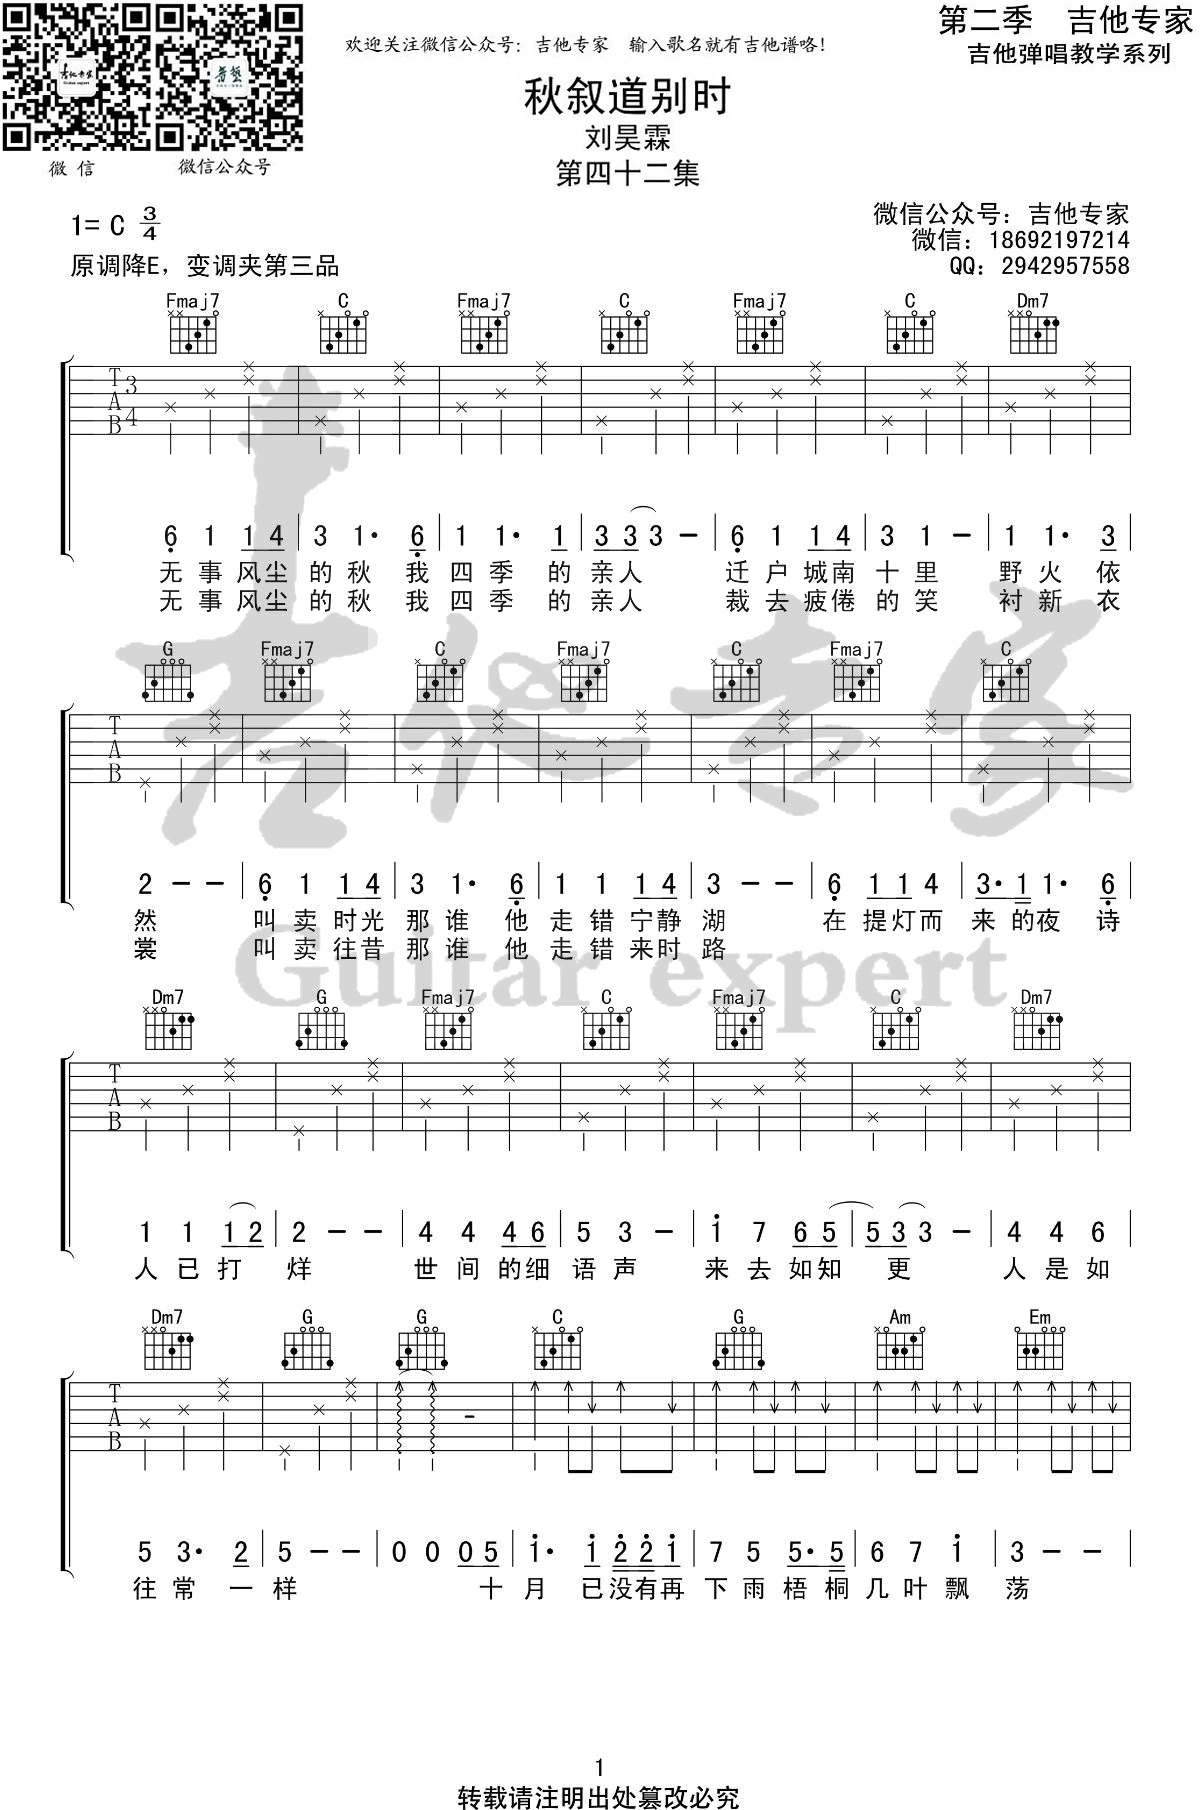 欢迎关注微信公众号：吉他专家 输入歌名就有吉他谱咯！
第二季 吉他专家
吉他弹唱教学系列
秋叙道别时
刘昊霖
第四十二集
微 信
微信公众号
1= C 3/4
原调降E，变调夹第三品
微信公众号：吉他专家
微信：18692197214
QQ：2942957558
Fmaj7 C Fmaj7 C Fmaj7 C Dm7
T A B 3 4
6 1 1 4 | 3 1· 6 | 1 1· 1 | 3 3 3 － | 6 1 1 4 | 3 1 － | 1 1· 3 |
无 事 风尘 的 秋 我 四 季 的 亲人 迁 户 城南 十 里 野 火 依
无 事 风尘 的 秋 我 四 季 的 亲人 裁 去 疲倦 的 笑 衬 新 衣
G Fmaj7 C Fmaj7 C Fmaj7 C
T A B
2 － － | 6 1 1 4 | 3 1· 6 | 1 1 1 4 | 3 － － | 6 1 1 4 | 3· 1 1· 6 |
然 叫 卖 时光 那 谁 他 走 错 宁静 湖 在 提灯而 来 的夜 诗
裳 叫 卖 往昔 那 谁 他 走 错 来时 路
吉他专家
Guitar expert
Dm7 G Fmaj7 C Fmaj7 C Dm7
T A B
1 1 1 2 | 2 － － | 4 4 4 6 | 5 3 － | 1 7 6 5 | 5 3 3 － | 4 4 6 |
人 已 打 烊 世 间 的细 语 声 来 去 如知 更 人 是 如
Dm7 G G C G Am Em
T A B
5 3· 2 | 5 － － | 0 0 0 5 | 1· 1 2 2 1 | 7 5 5· 5 | 6 7 1 | 3 － － |
往 常 一 样 十 月 已没有再 下 雨 梧 桐 几 叶 飘 荡
1
转载请注明出处篡改必究